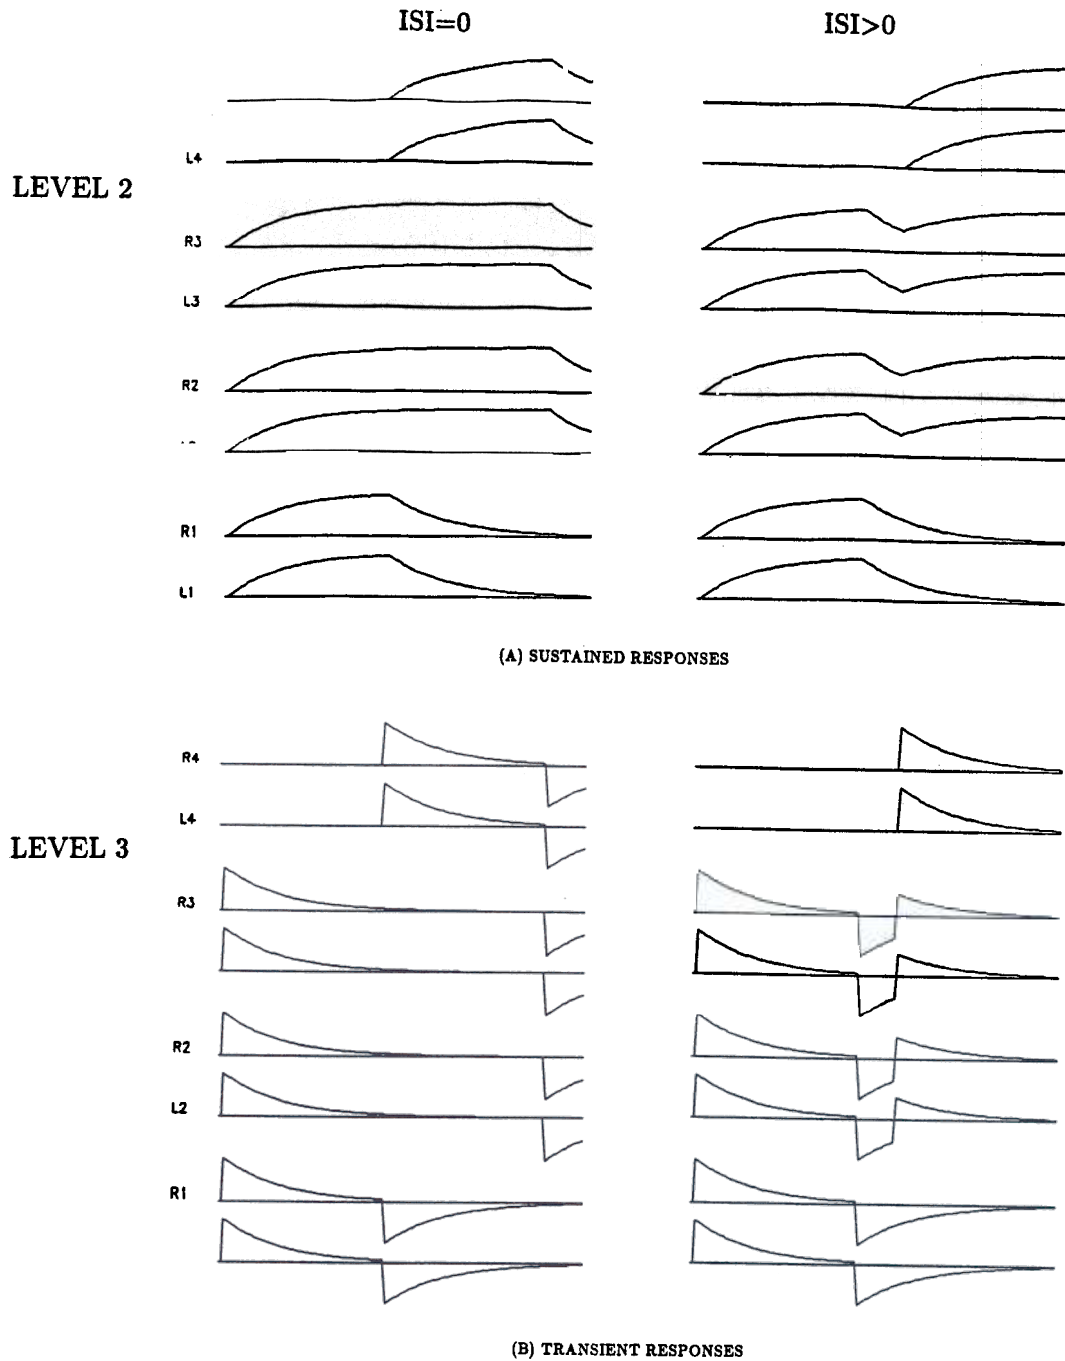 ISI=0
ISI>0
LEVEL 2
L4
R3
L3
R2
R1
L1
(A) SUSTAINED RESPONSES
LEVEL 3
R4
L4
R3
R2
L2
R1
(B) TRANSIENT RESPONSES